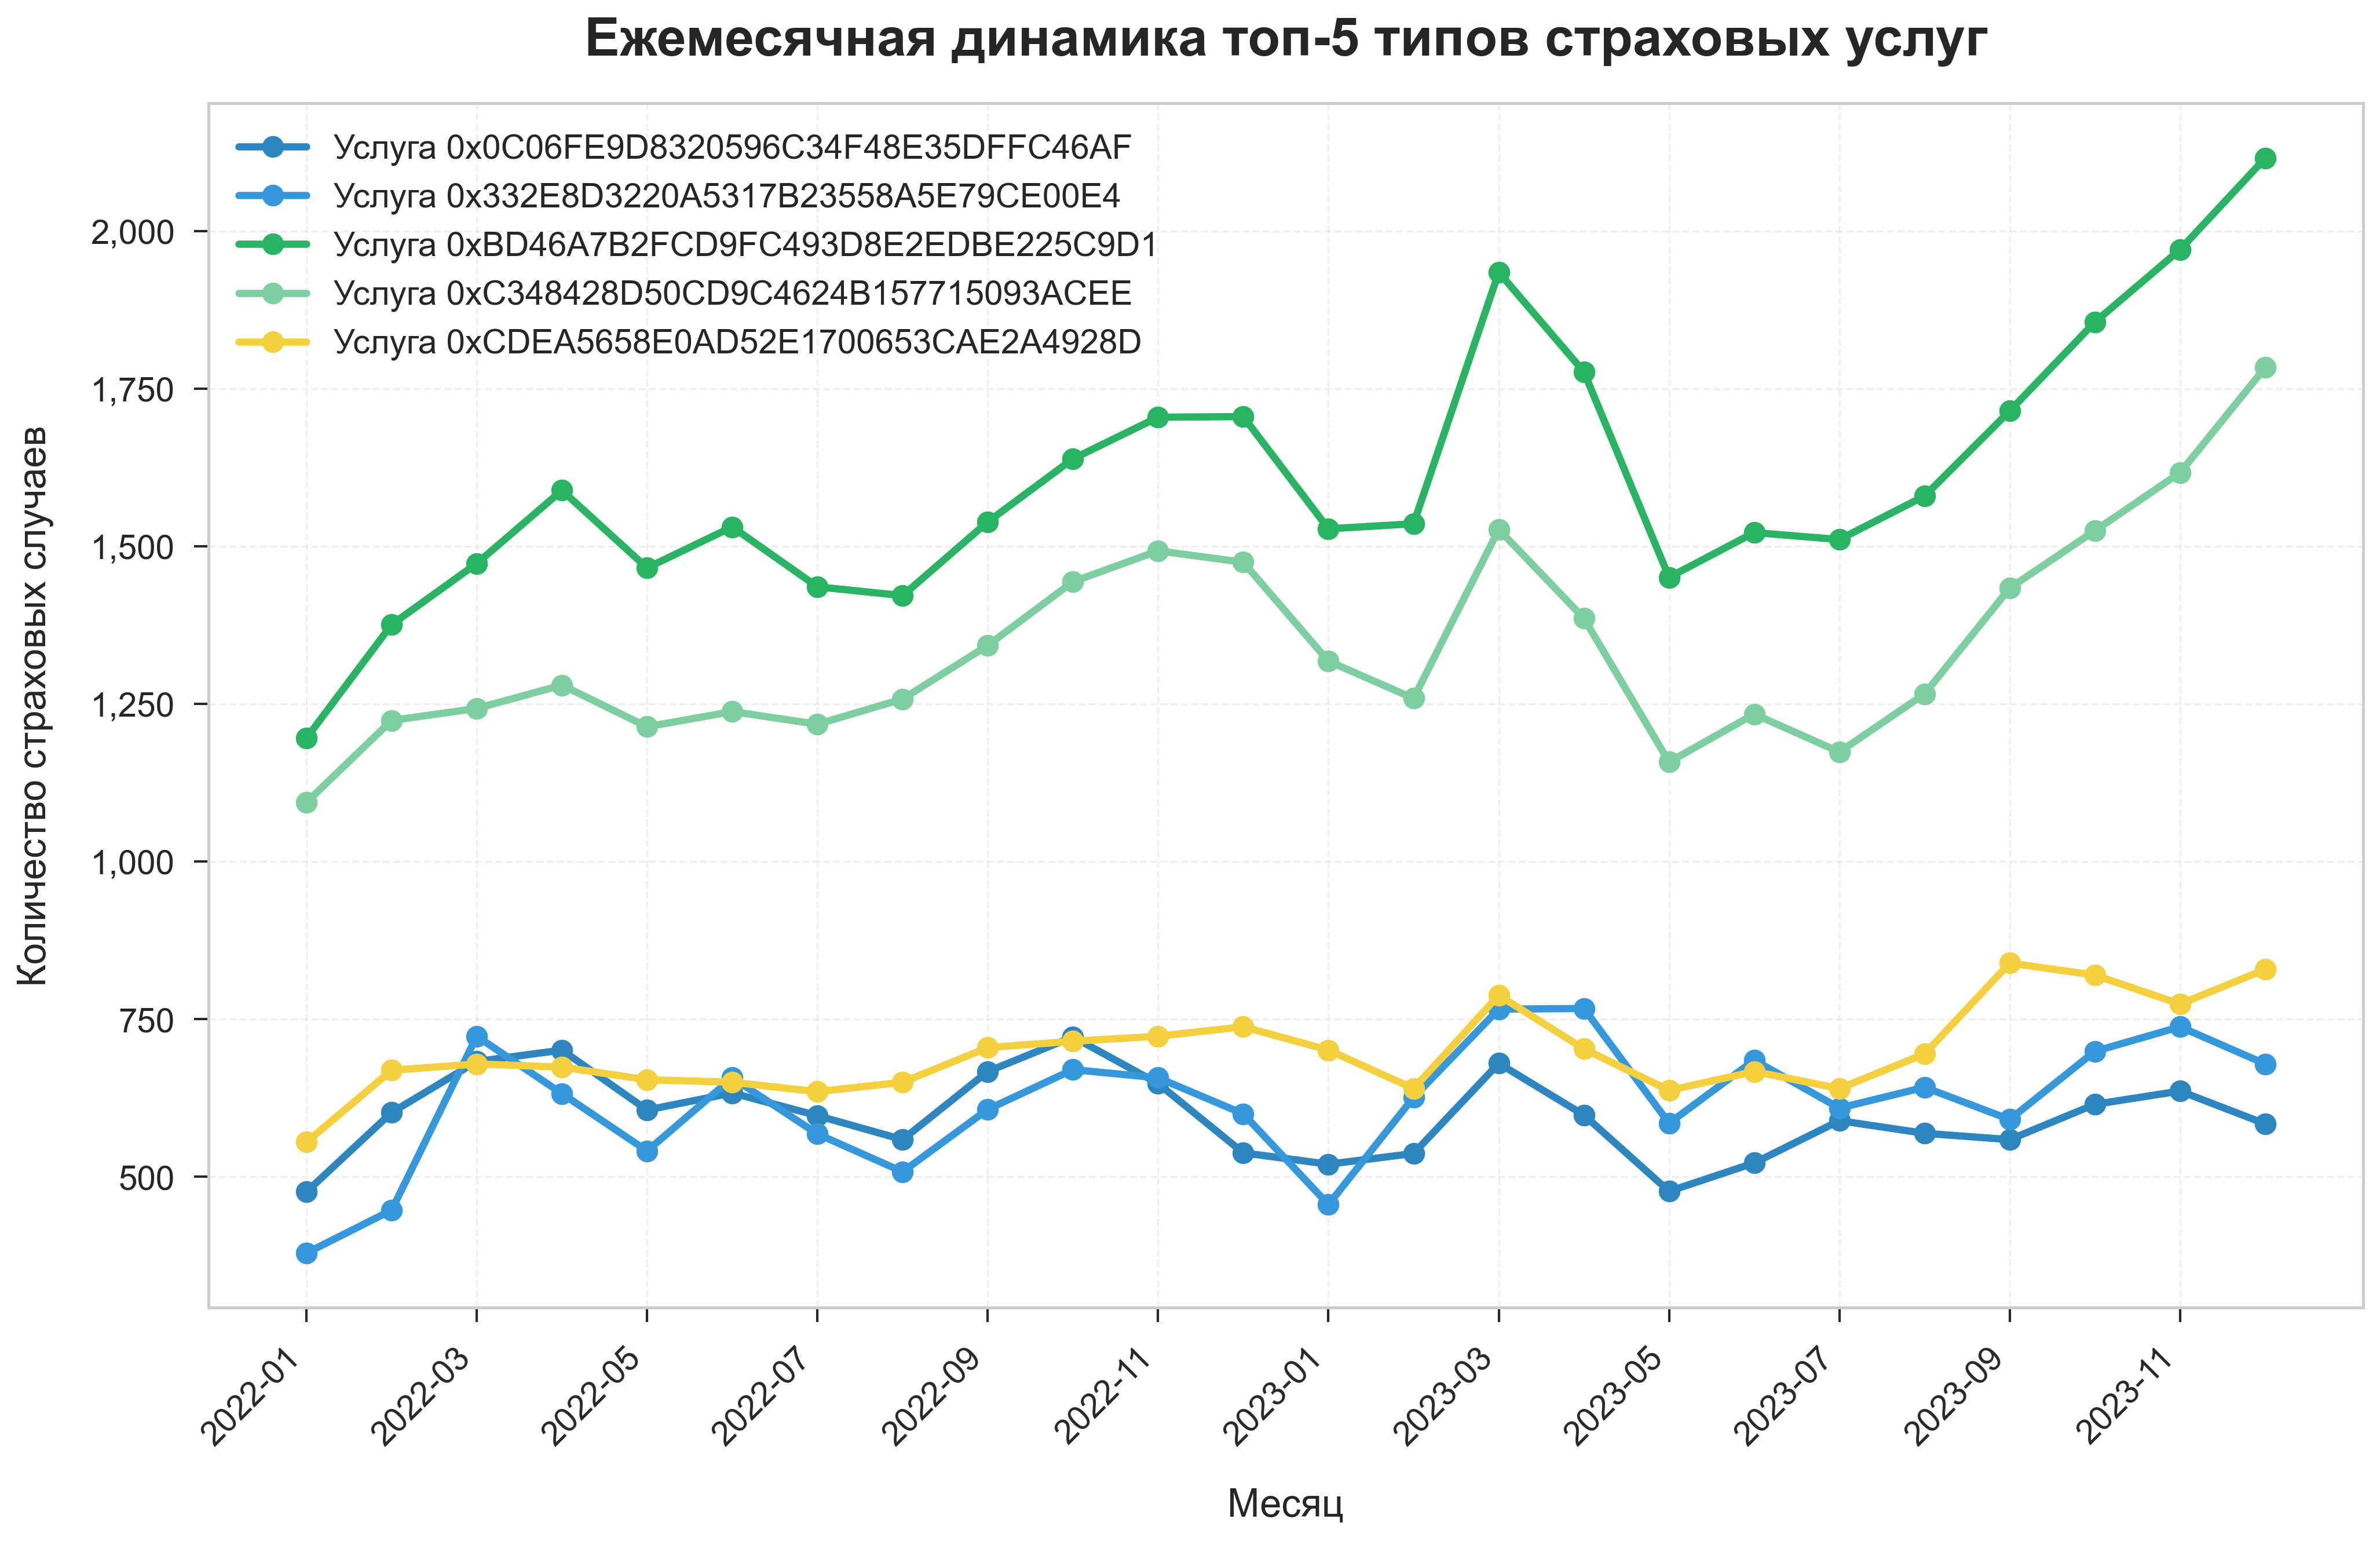 Ежемесячная динамика топ-5 типов страховых услуг
Услуга 0x0C06FE9D8320596C34F48E35DFFC46AF
Услуга 0x332E8D3220A5317B23558A5E79CE00E4
Услуга 0xBD46A7B2FCD9FC493D8E2EDBE225C9D1
Услуга 0xC348428D50CD9C4624B157715093ACEE
Услуга 0xCDEA5658E0AD52E1700653CAE2A4928D
Количество страховых случаев
2,000
1,750
1,500
1,250
1,000
750
500
2022-01
2022-03
2022-05
2022-07
2022-09
2022-11
2023-01
2023-03
2023-05
2023-07
2023-09
2023-11
Месяц